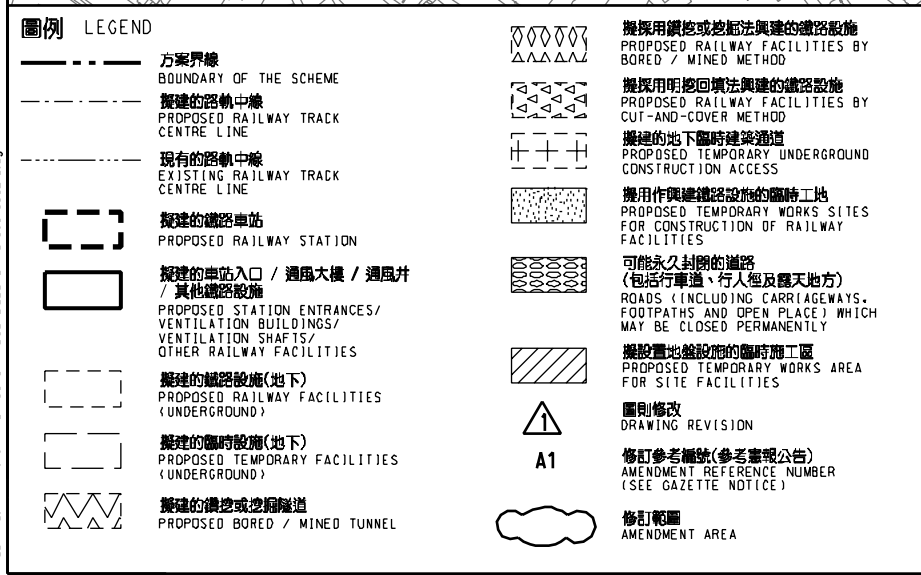 圖例 LEGEND
方案界線
BOUNDARY OF THE SCHEME
擬建的路軌中線
PROPOSED RAILWAY TRACK
CENTRE LINE
現有的路軌中線
EXISTING RAILWAY TRACK
CENTRE LINE
擬建的鐵路車站
PROPOSED RAILWAY STATION
擬建的車站入口 / 通風大樓 / 通風井
/ 其他鐵路設施
PROPOSED STATION ENTRANCES/
VENTILATION BUILDINGS/
VENTILATION SHAFTS/
OTHER RAILWAY FACILITIES
擬建的鐵路設施(地下)
PROPOSED RAILWAY FACILITIES
(UNDERGROUND)
擬建的臨時設施(地下)
PROPOSED TEMPORARY FACILITIES
(UNDERGROUND)
擬建的鑽挖或挖掘隧道
PROPOSED BORED / MINED TUNNEL
擬採用鑽挖或挖掘法興建的鐵路設施
PROPOSED RAILWAY FACILITIES BY
BORED / MINED METHOD
擬採用明挖回填法興建的鐵路設施
PROPOSED RAILWAY FACILITIES BY
CUT-AND-COVER METHOD
擬建的地下臨時建築通道
PROPOSED TEMPORARY UNDERGROUND
CONSTRUCTION ACCESS
擬用作興建鐵路設施的臨時工地
PROPOSED TEMPORARY WORKS SITES
FOR CONSTRUCTION OF RAILWAY
FACILITIES
可能永久封閉的道路
(包括行車道、行人徑及露天地方)
ROADS (INCLUDING CARRIAGEWAYS,
FOOTPATHS AND OPEN PLACE) WHICH
MAY BE CLOSED PERMANENTLY
擬設置地盤設施的臨時施工區
PROPOSED TEMPORARY WORKS AREA
FOR SITE FACILITIES
1
圖則修改
DRAWING REVISION
A1
修訂參考編號(參考憲報公告)
AMENDMENT REFERENCE NUMBER
(SEE GAZETTE NOTICE)
修訂範圍
AMENDMENT AREA